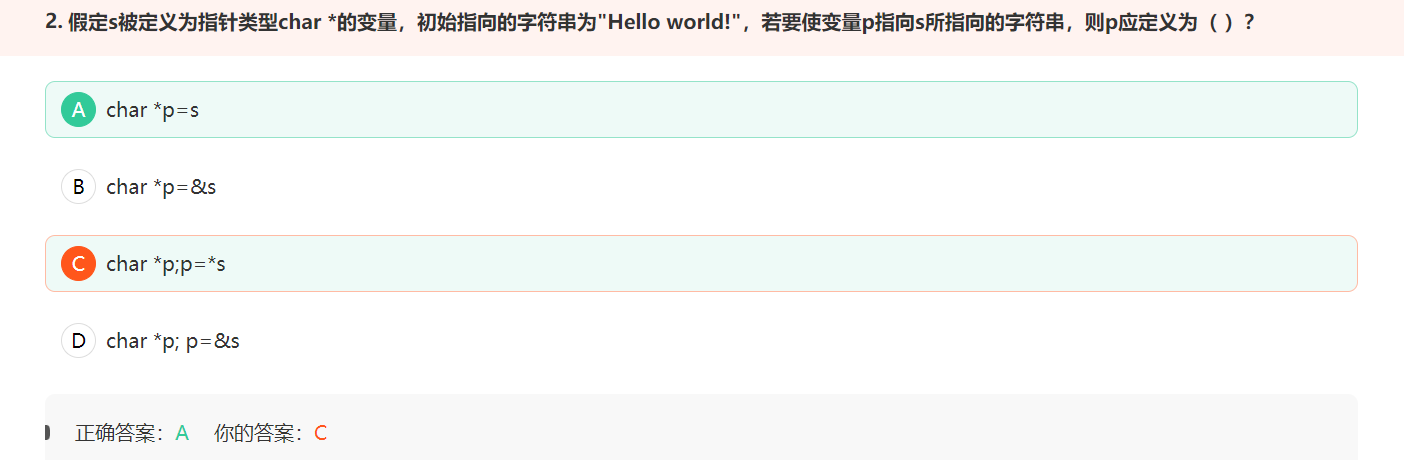 2. 假定s被定义为指针类型char *的变量，初始指向的字符串为"Hello world!"，若要使变量p指向s所指向的字符串，则p应定义为（ ）？
A char *p=s
B char *p=&s
C char *p;p=*s
D char *p; p=&s
正确答案：A 你的答案：C